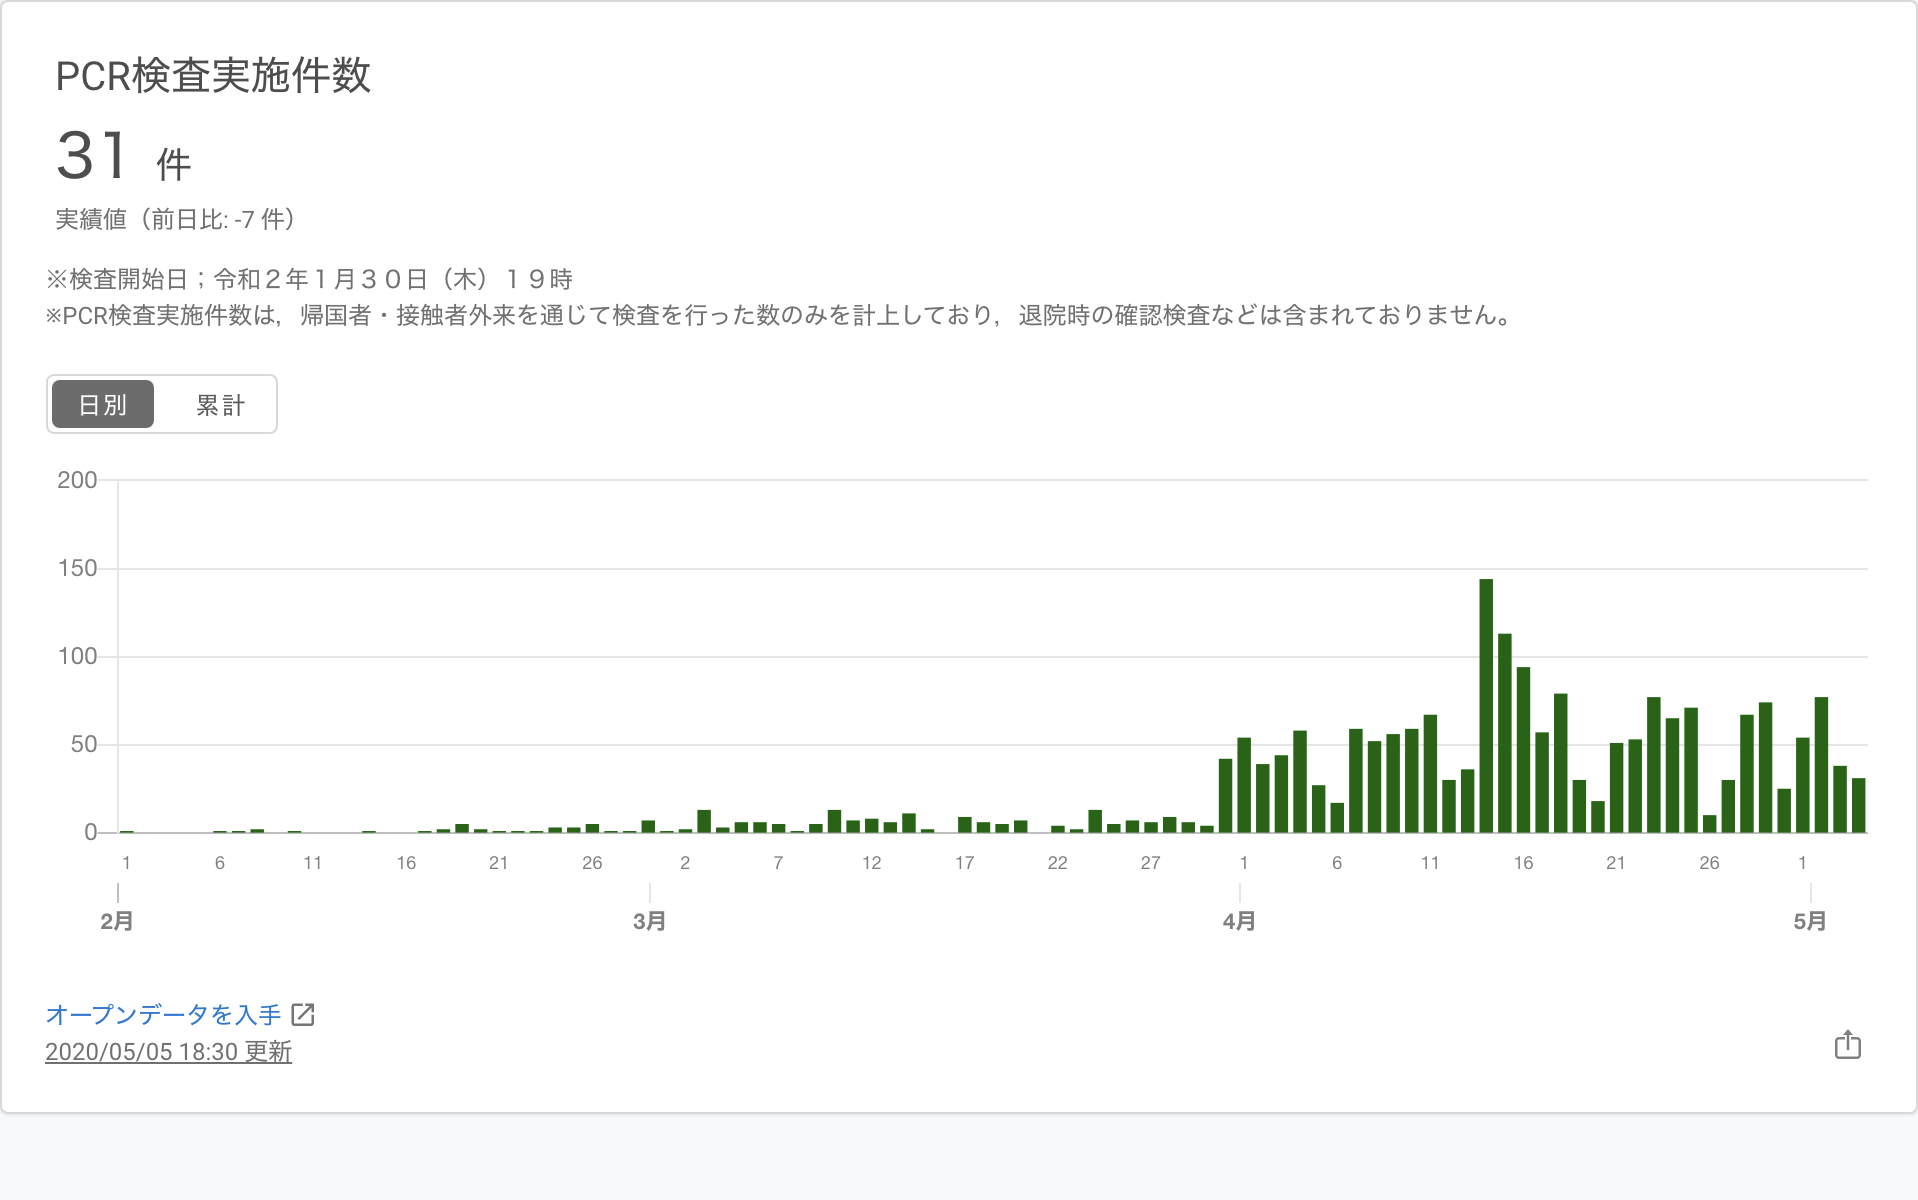 PCR検査実施件数
31 件
実績値（前日比: -7 件）
※検査開始日；令和２年１月３０日（木）１９時
※PCR検査実施件数は，帰国者・接触者外来を通じて検査を行った数のみを計上しており，退院時の確認検査などは含まれておりません。
日別 累計
200
150
100
50
0
1 6 11 16 21 26 2 7 12 17 22 27 1 6 11 16 21 26 1
2月 3月 4月 5月
オープンデータを入手
2020/05/05 18:30 更新